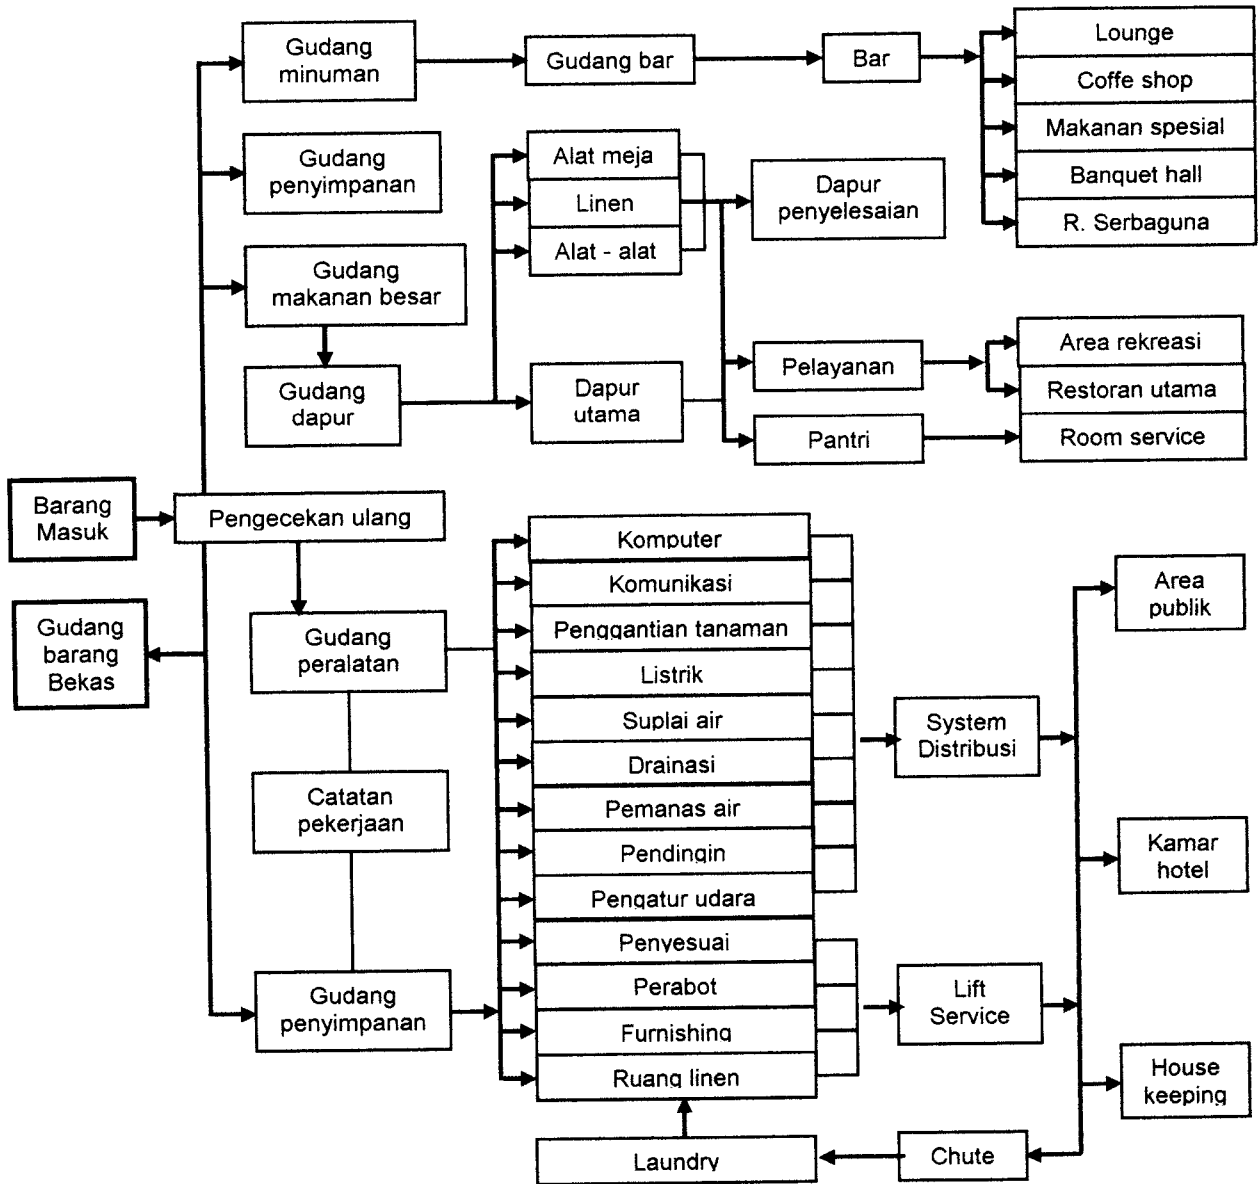 Gudang
minuman
Gudang bar
Bar
Lounge
Coffe shop
Makanan spesial
Banquet hall
R. Serbaguna
Gudang
penyimpanan
Alat meja
Linen
Alat - alat
Dapur
penyelesaian
Gudang
makanan besar
Gudang
dapur
Dapur
utama
Pelayanan
Pantri
Area rekreasi
Restoran utama
Room service
Barang
Masuk
Pengecekan ulang
Gudang
barang
Bekas
Gudang
peralatan
Catatan
pekerjaan
Gudang
penyimpanan
Komputer
Komunikasi
Penggantian tanaman
Listrik
Suplai air
Drainasi
Pemanas air
Pendingin
Pengatur udara
Penyesuai
Perabot
Furnishing
Ruang linen
System
Distribusi
Lift
Service
Area
publik
Kamar
hotel
House
keeping
Laundry
Chute